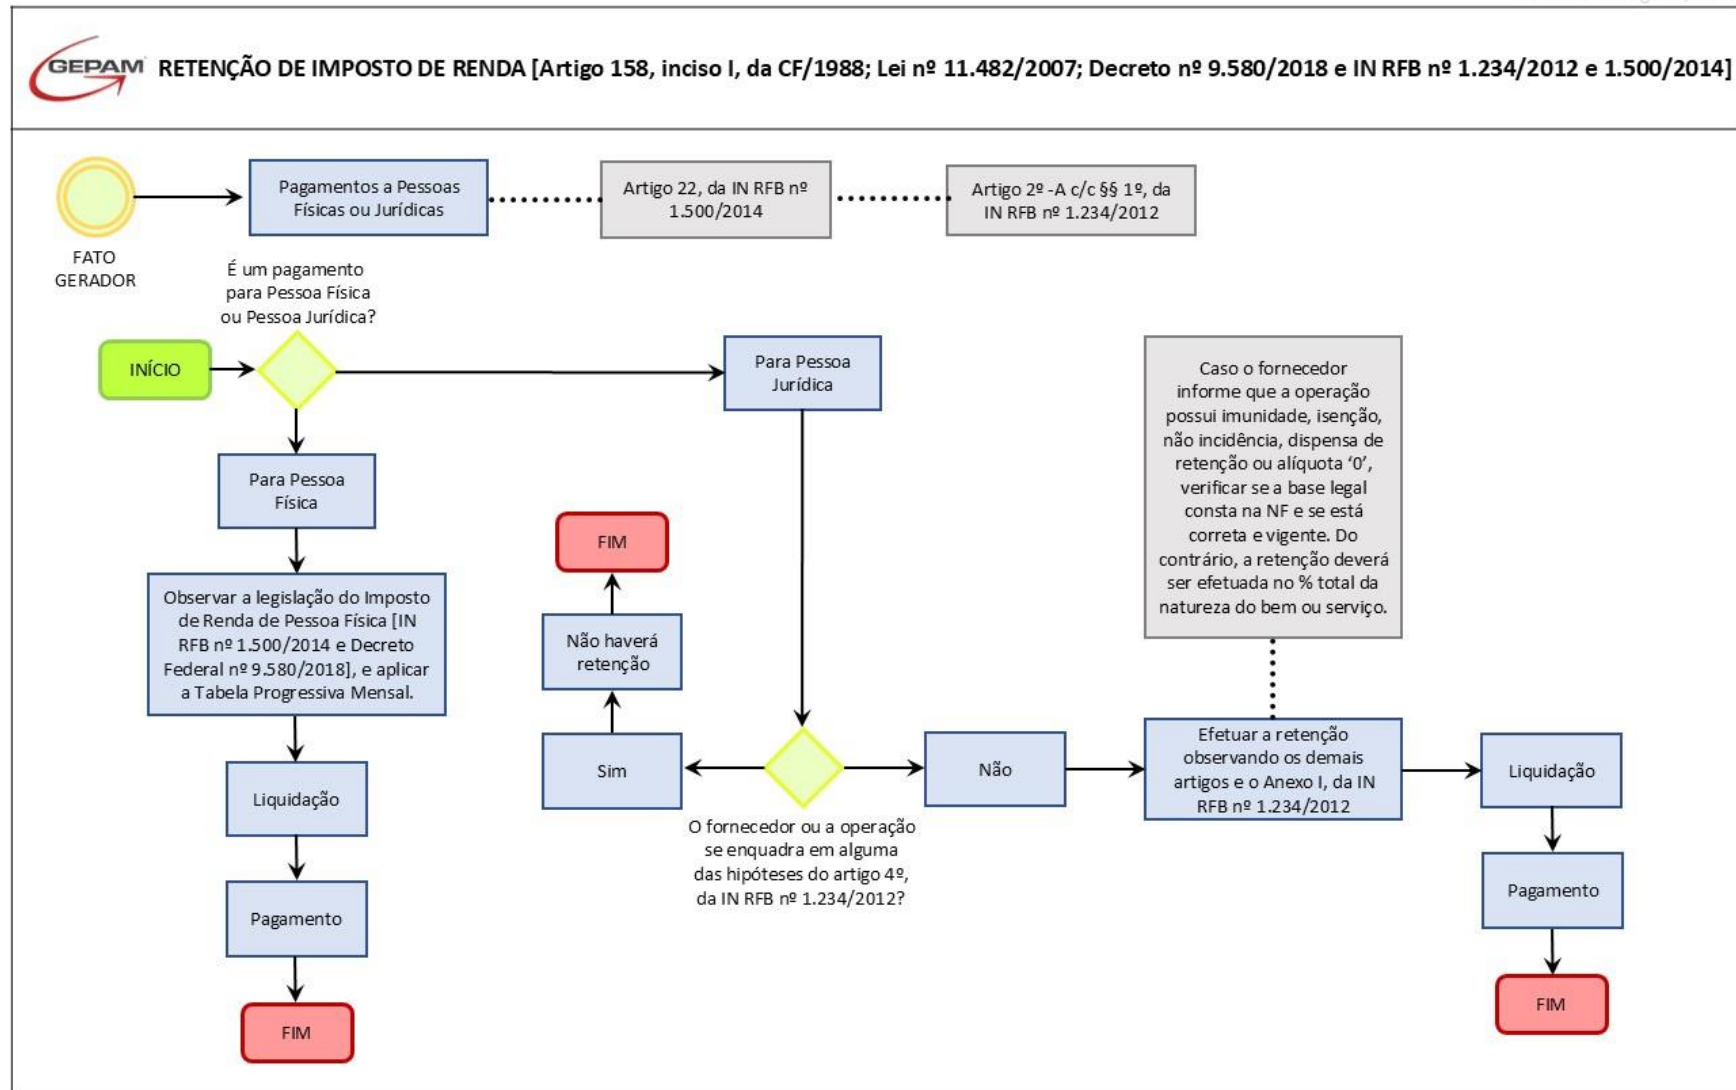 GEPAM
RETENÇÃO DE IMPOSTO DE RENDA [Artigo 158, inciso I, da CF/1988; Lei nº 11.482/2007; Decreto nº 9.580/2018 e IN RFB nº 1.234/2012 e 1.500/2014]
Pagamentos a Pessoas
Físicas ou Jurídicas
Artigo 22, da IN RFB nº
1.500/2014
Artigo 2º -A c/c §§ 1º, da
IN RFB nº 1.234/2012
FATO
GERADOR
É um pagamento
para Pessoa Física
ou Pessoa Jurídica?
INÍCIO
Para Pessoa
Jurídica
Caso o fornecedor
informe que a operação
possui imunidade, isenção,
não incidência, dispensa de
retenção ou alíquota ‘0’,
verificar se a base legal
consta na NF e se está
correta e vigente. Do
contrário, a retenção deverá
ser efetuada no % total da
natureza do bem ou serviço.
Para Pessoa
Física
FIM
Observar a legislação do Imposto
de Renda de Pessoa Física [IN
RFB nº 1.500/2014 e Decreto
Federal nº 9.580/2018], e aplicar
a Tabela Progressiva Mensal.
Não haverá
retenção
Sim
Não
Efetuar a retenção
observando os demais
artigos e o Anexo I, da IN
RFB nº 1.234/2012
Liquidação
Liquidação
O fornecedor ou a operação
se enquadra em alguma
das hipóteses do artigo 4º,
da IN RFB nº 1.234/2012?
Pagamento
Pagamento
FIM
FIM